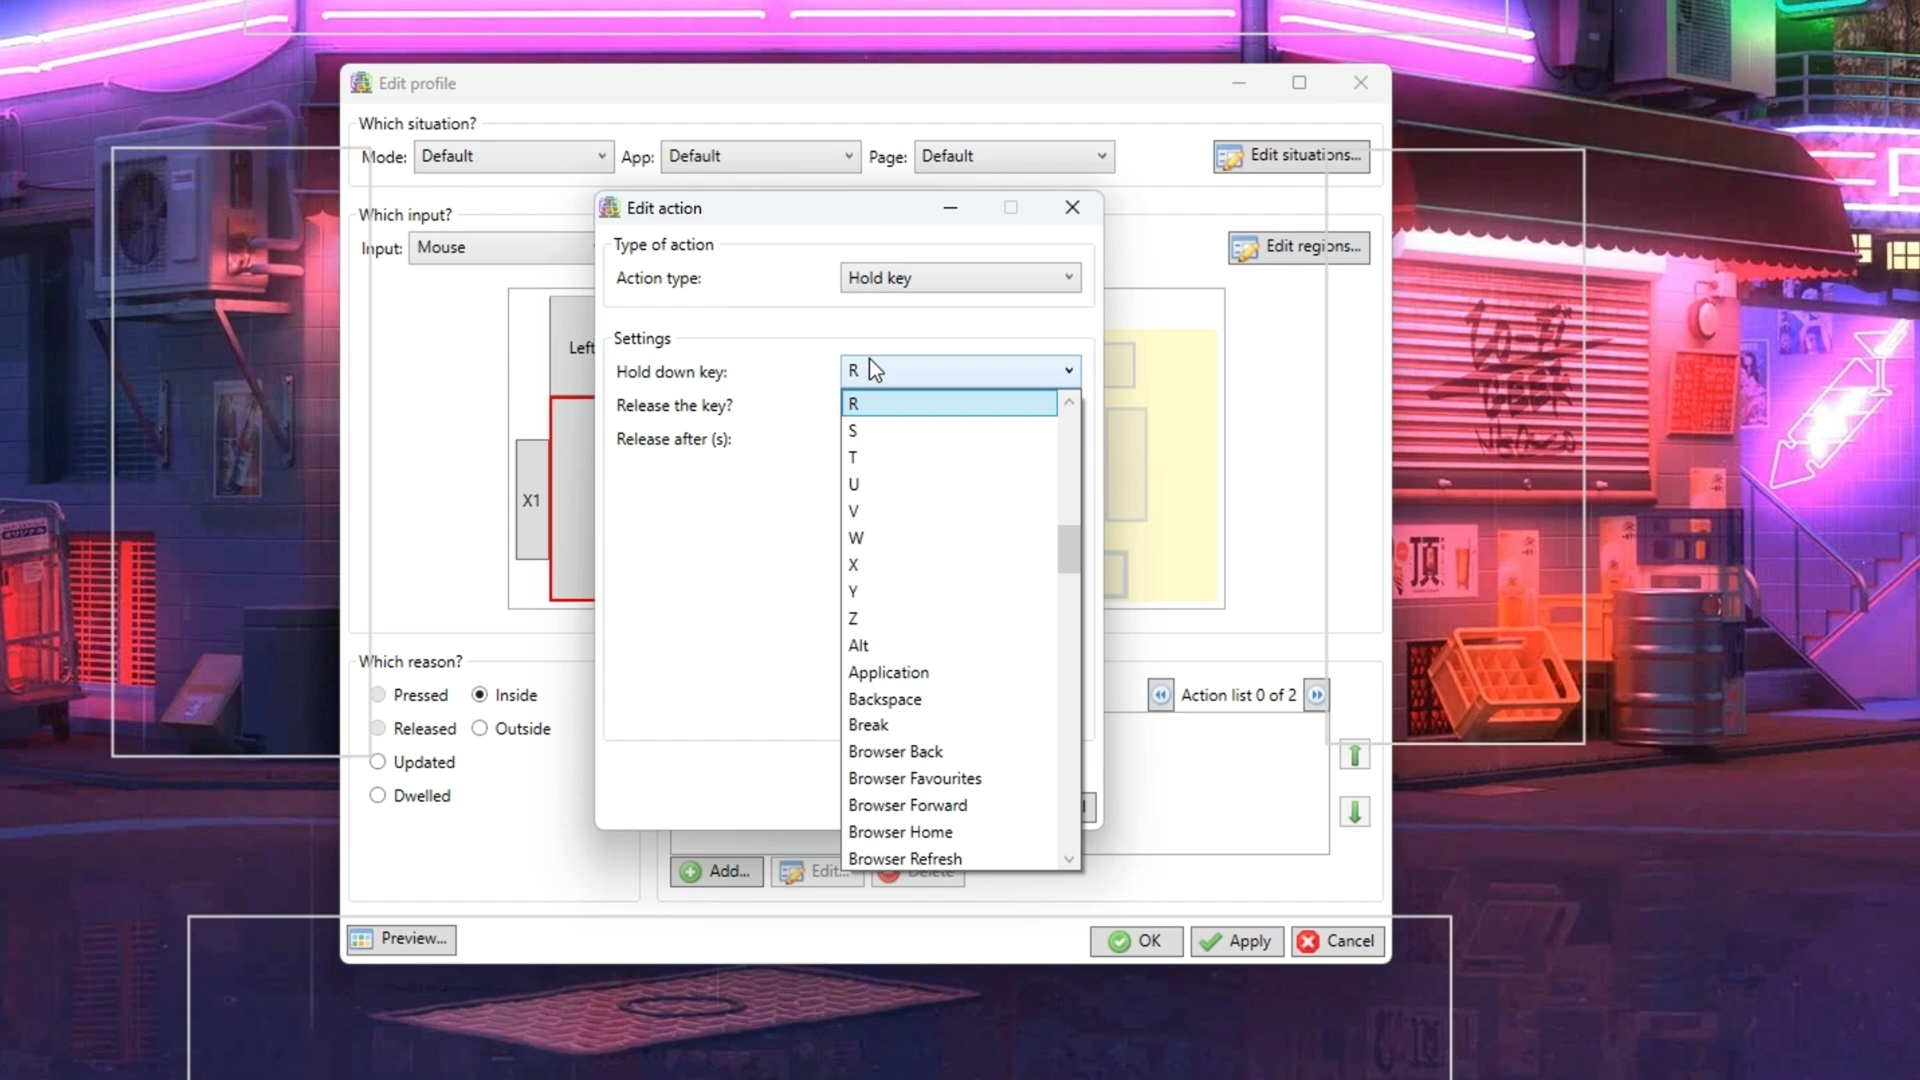 Edit profile
Which situation?
Mode: Default App: Default Page: Default Edit situations...
Which input?
Input: Mouse
Edit regions...
Left
X1
Edit action
Type of action
Action type: Hold key
Settings
Hold down key: R
Release the key?
Release after (s):
R
S
T
U
V
W
X
Y
Z
Alt
Application
Backspace
Break
Browser Back
Browser Favourites
Browser Forward
Browser Home
Browser Refresh
Which reason?
Pressed Inside
Released Outside
Updated
Dwelled
Action list 0 of 2
Add... Edit... Delete
Preview... OK Apply Cancel
頂